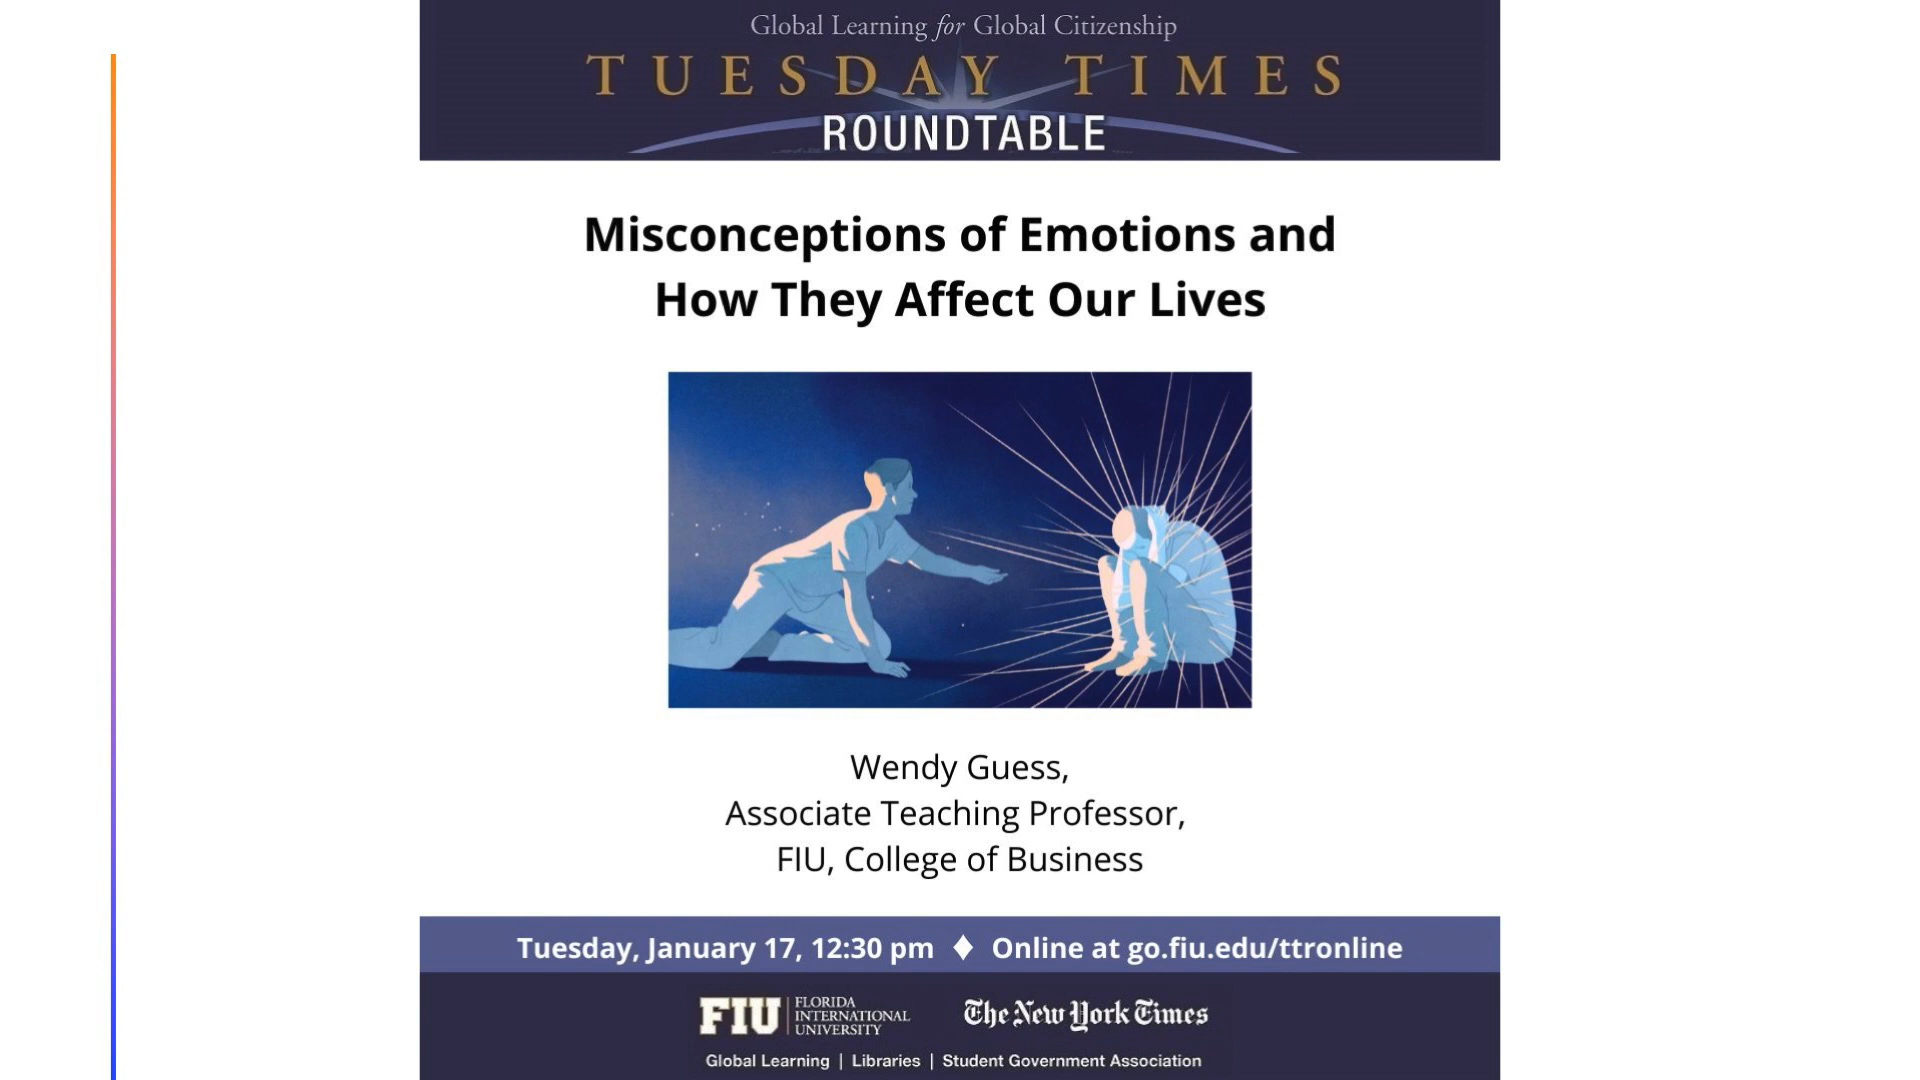 Global Learning for Global Citizenship
TUESDAY TIMES
ROUNDTABLE
Misconceptions of Emotions and
How They Affect Our Lives
Wendy Guess,
Associate Teaching Professor,
FIU, College of Business
Tuesday, January 17, 12:30 pm ♦ Online at go.fiu.edu/ttronline
FIU | FLORIDA
INTERNATIONAL
UNIVERSITY
The New York Times
Global Learning | Libraries | Student Government Association